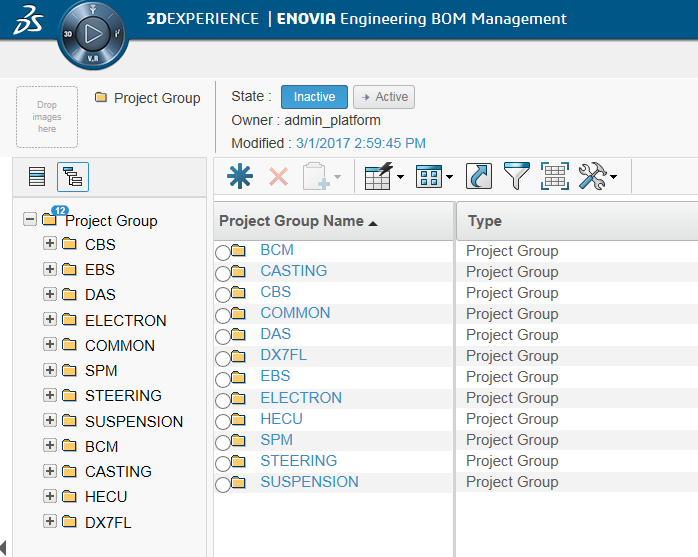 3DEXPERIENCE | ENOVIA Engineering BOM Management
3D
V,R
Drop
images
here
Project Group
State :
Inactive
Active
Owner : admin_platform
Modified : 3/1/2017 2:59:45 PM
12
Project Group
CBS
EBS
DAS
ELECTRON
COMMON
SPM
STEERING
SUSPENSION
BCM
CASTING
HECU
DX7FL
Project Group Name Type
BCM Project Group
CASTING Project Group
CBS Project Group
COMMON Project Group
DAS Project Group
DX7FL Project Group
EBS Project Group
ELECTRON Project Group
HECU Project Group
SPM Project Group
STEERING Project Group
SUSPENSION Project Group